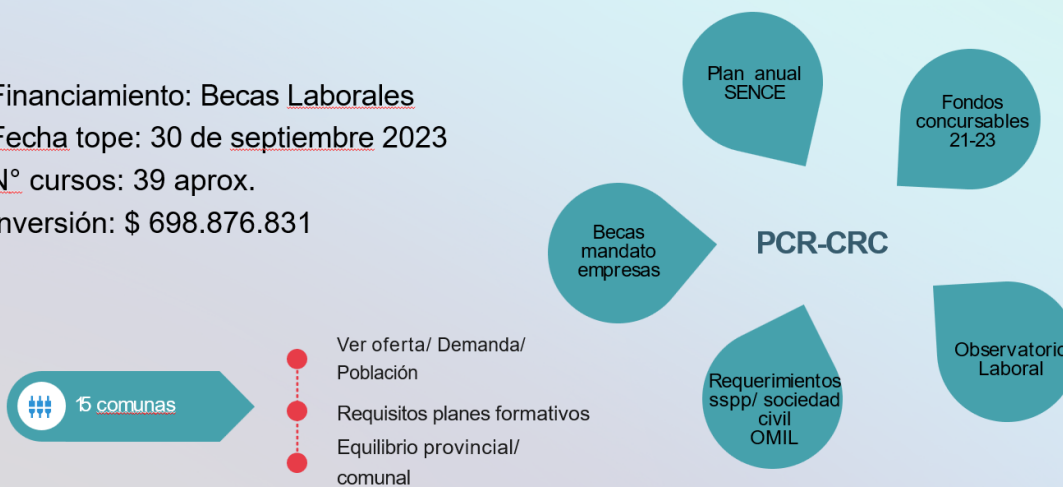 Financiamiento: Becas Laborales
Fecha tope: 30 de septiembre 2023
N° cursos: 39 aprox.
Inversión: $ 698.876.831
Plan anual
SENCE
Fondos
concursables
21-23
Becas
mandato
empresas
PCR-CRC
Observatorio
Laboral
Requerimientos
sspp/ sociedad
civil
OMIL
15 comunas
Ver oferta/ Demanda/
Población
Requisitos planes formativos
Equilibrio provincial/
comunal